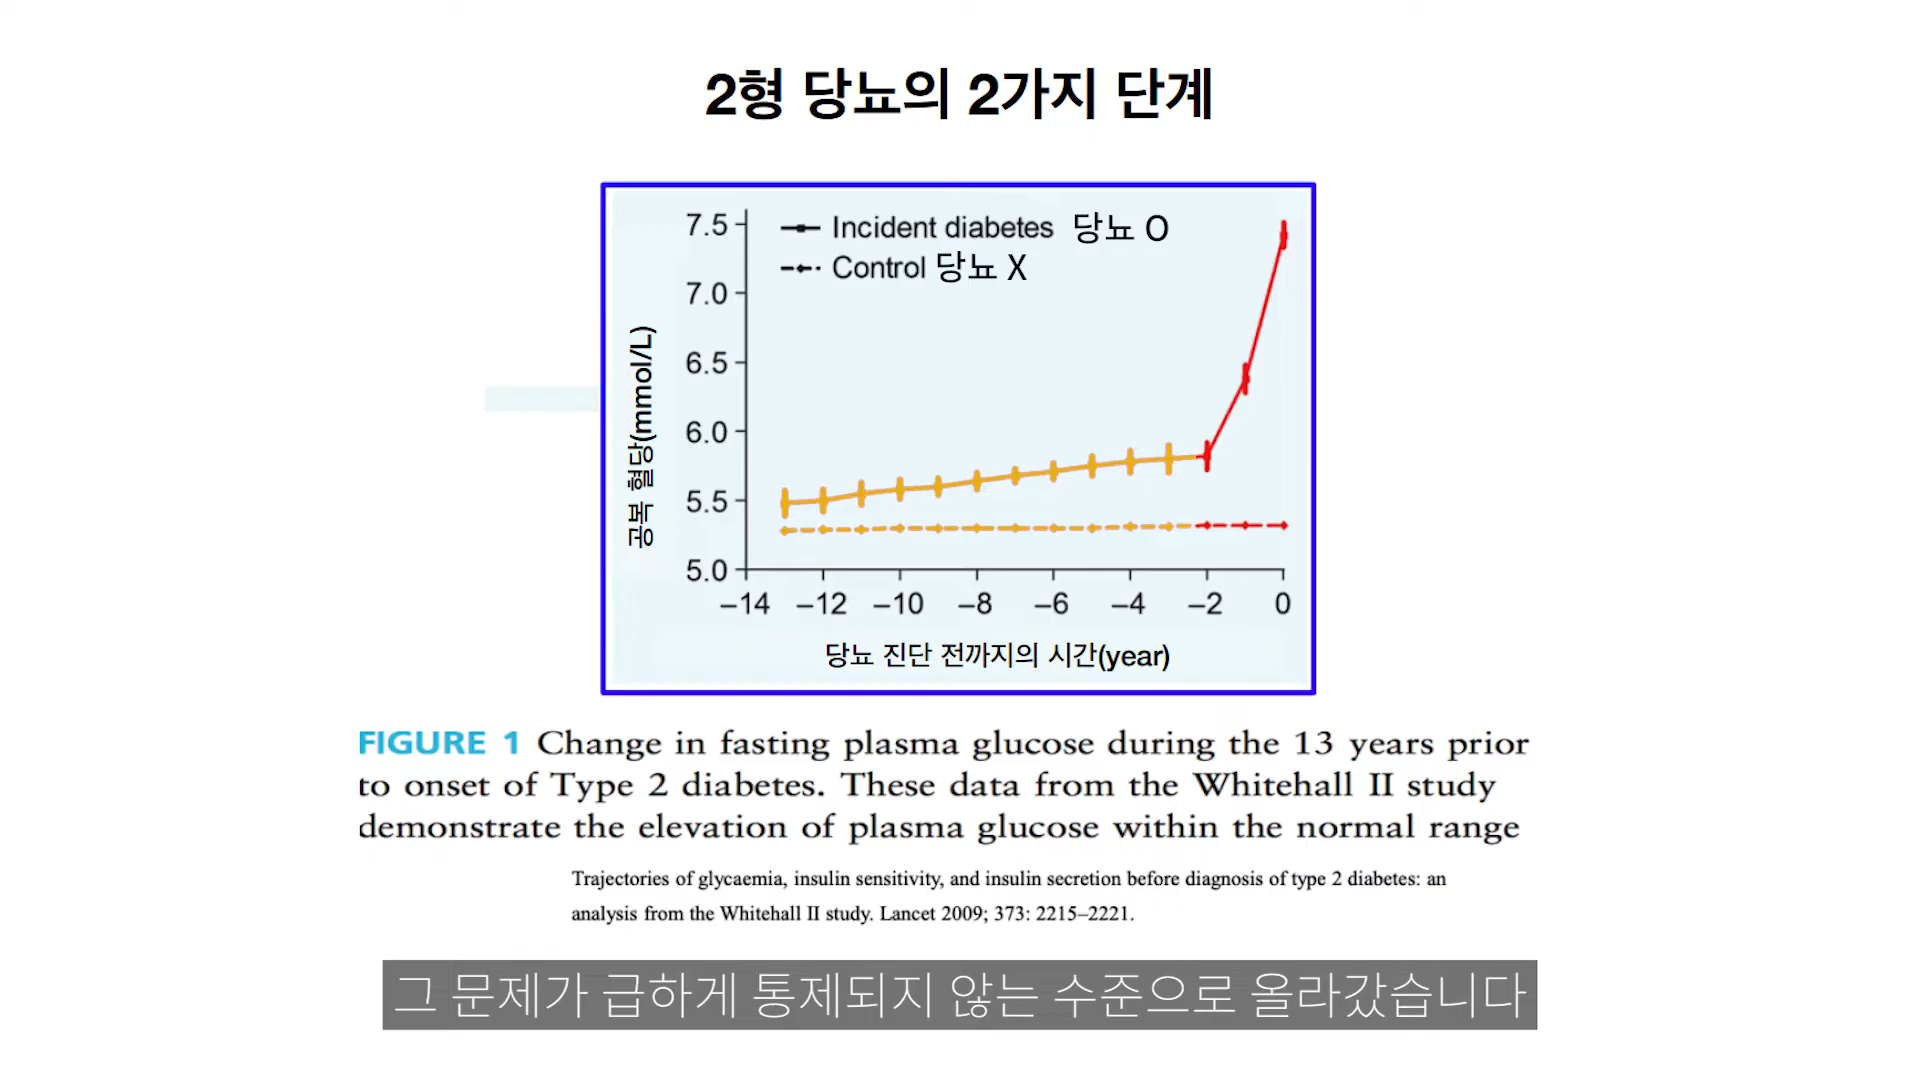 2형 당뇨의 2가지 단계
Incident diabetes 당뇨 O
Control 당뇨 X
7.5
7.0
6.5
6.0
5.5
5.0
공복 혈당(mmol/L)
–14 –12 –10 –8 –6 –4 –2 0
당뇨 진단 전까지의 시간(year)
FIGURE 1 Change in fasting plasma glucose during the 13 years prior
to onset of Type 2 diabetes. These data from the Whitehall II study
demonstrate the elevation of plasma glucose within the normal range
Trajectories of glycaemia, insulin sensitivity, and insulin secretion before diagnosis of type 2 diabetes: an
analysis from the Whitehall II study. Lancet 2009; 373: 2215–2221.
그 문제가 급하게 통제되지 않는 수준으로 올라갔습니다